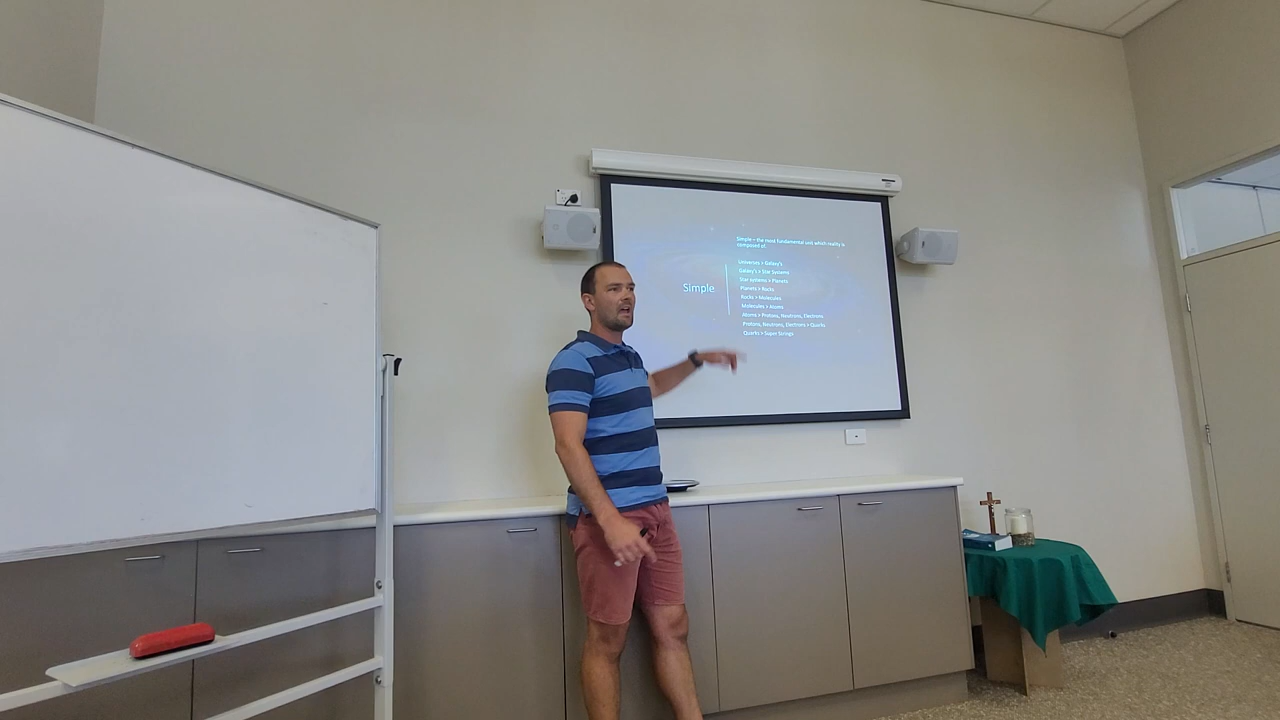 Simple – the most fundamental unit which reality is
composed of.
Simple
Universes > Galaxy's
Galaxy's > Star Systems
Star systems > Planets
Planets > Rocks
Rocks > Molecules
Molecules > Atoms
Atoms > Protons, Neutrons, Electrons
Protons, Neutrons, Electrons > Quarks
Quarks > Super Strings